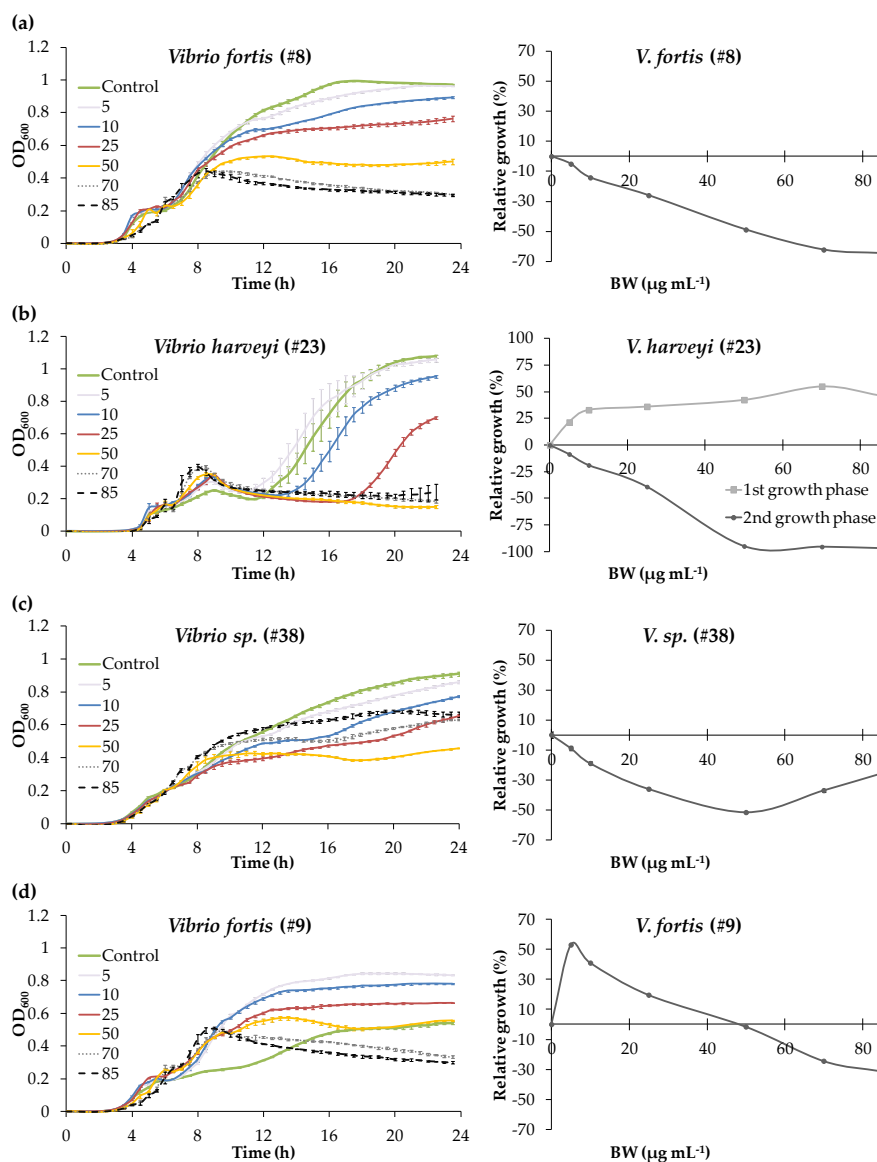 (a)
Vibrio fortis (#8)
OD600
1.2
1
0.8
0.6
0.4
0.2
0
Control
5
10
25
50
70
85
0 4 8 12 16 20 24
Time (h)
V. fortis (#8)
Relative growth (%)
70
50
30
10
-10
-30
-50
-70
0 20 40 60 80
BW (µg mL-1)
(b)
Vibrio harveyi (#23)
OD600
1.2
1
0.8
0.6
0.4
0.2
0
Control
5
10
25
50
70
85
0 4 8 12 16 20 24
Time (h)
V. harveyi (#23)
Relative growth (%)
100
75
50
25
0
-25
-50
-75
-100
0 20 40 60 80
1st growth phase
2nd growth phase
BW (µg mL-1)
(c)
Vibrio sp. (#38)
OD600
1.2
1
0.8
0.6
0.4
0.2
0
Control
5
10
25
50
70
85
0 4 8 12 16 20 24
Time (h)
V. sp. (#38)
Relative growth (%)
70
50
30
10
-10
-30
-50
-70
0 20 40 60 80
BW (µg mL-1)
(d)
Vibrio fortis (#9)
OD600
1.2
1
0.8
0.6
0.4
0.2
0
Control
5
10
25
50
70
85
0 4 8 12 16 20 24
Time (h)
V. fortis (#9)
Relative growth (%)
70
50
30
10
-10
-30
-50
-70
0 20 40 60 80
BW (µg mL-1)